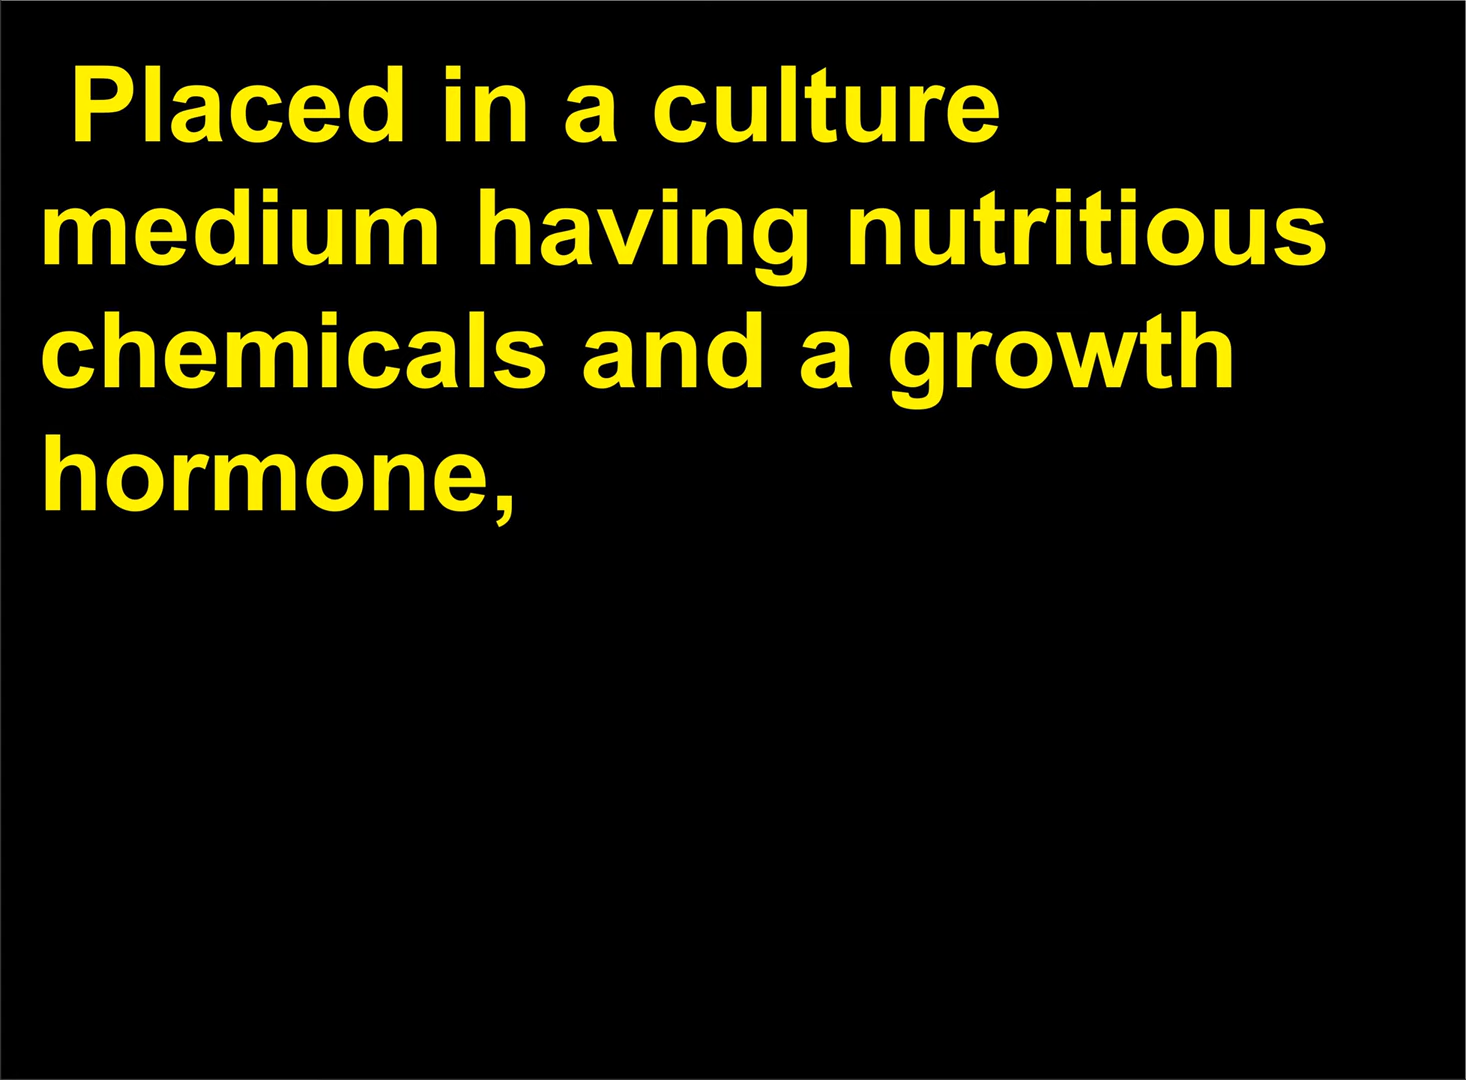 Placed in a culture
medium having nutritious
chemicals and a growth
hormone,